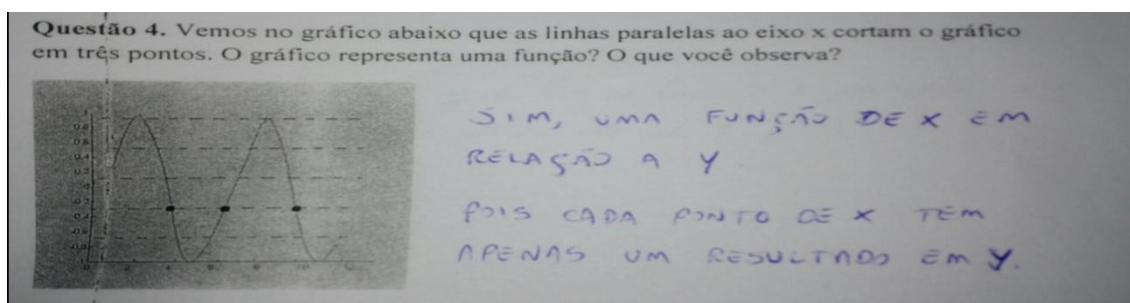 Questão 4. Vemos no gráfico abaixo que as linhas paralelas ao eixo x cortam o gráfico
em três pontos. O gráfico representa uma função? O que você observa?
SIM, UMA FUNÇÃO DE X EM
RELAÇÃO A Y
POIS CADA PONTO DE X TEM
APENAS UM RESULTADO EM Y.